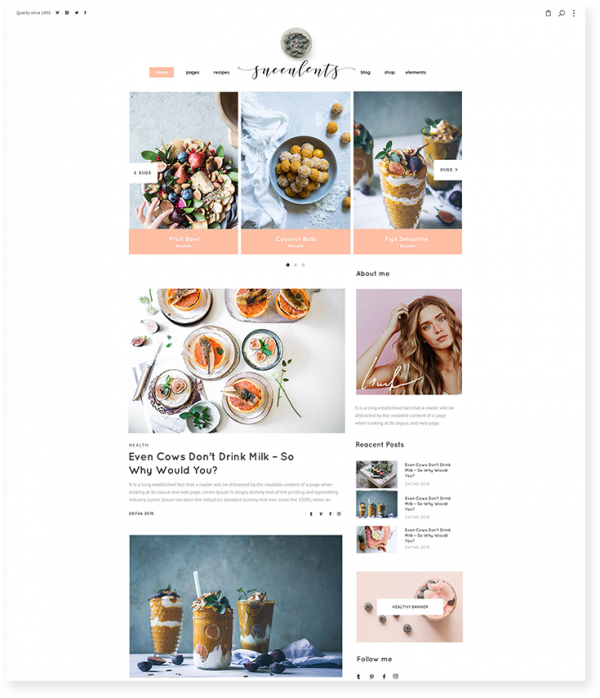 Quality since 1995
home pages recipes succulents blog shop elements
01/03
01/03
Fruit Bowl
Sweets
Coconut Balls
Sweets
Figs Smoothie
Sweets
About me
It is a long established fact that a reader will be
distracted by the readable content of a page
when looking at its layout and web page.
HEALTH
Even Cows Don't Drink Milk – So
Why Would You?
It is a long established fact that a reader will be distracted by the readable content of a page when
looking at its layout and web page. Lorem Ipsum is simply dummy text of the printing and typesetting
industry. Lorem Ipsum has been the industry's standard dummy text ever since the 1500s, when an
24.Feb 2016
Reacent Posts
Even Cows Don't Drink
Milk – So Why Would
You?
24.Feb 2016
Even Cows Don't Drink
Milk – So Why Would
You?
24.Feb 2016
Even Cows Don't Drink
Milk – So Why Would
You?
24.Feb 2016
HEALTHY BANNER
Follow me